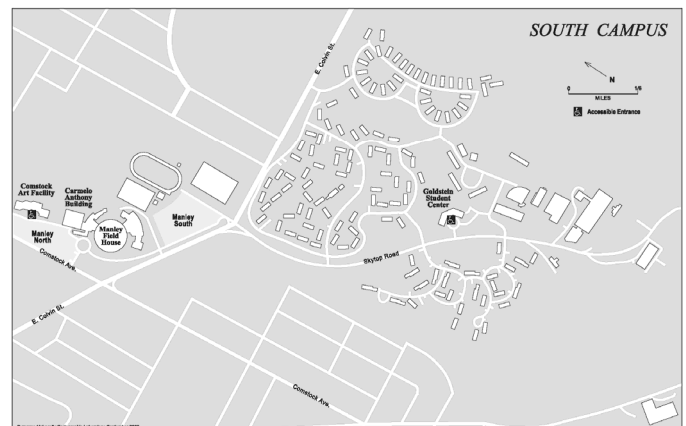 SOUTH CAMPUS
N
0 1/6
MILES
Accessible Entrance
E. Colvin St.
Comstock
Art Facility
Carmelo
Anthony
Building
Goldstein
Student
Center
Manley
South
Manley
North
Manley
Field
House
Comstock Ave.
Skytop Road
E. Colvin St.
Comstock Ave.